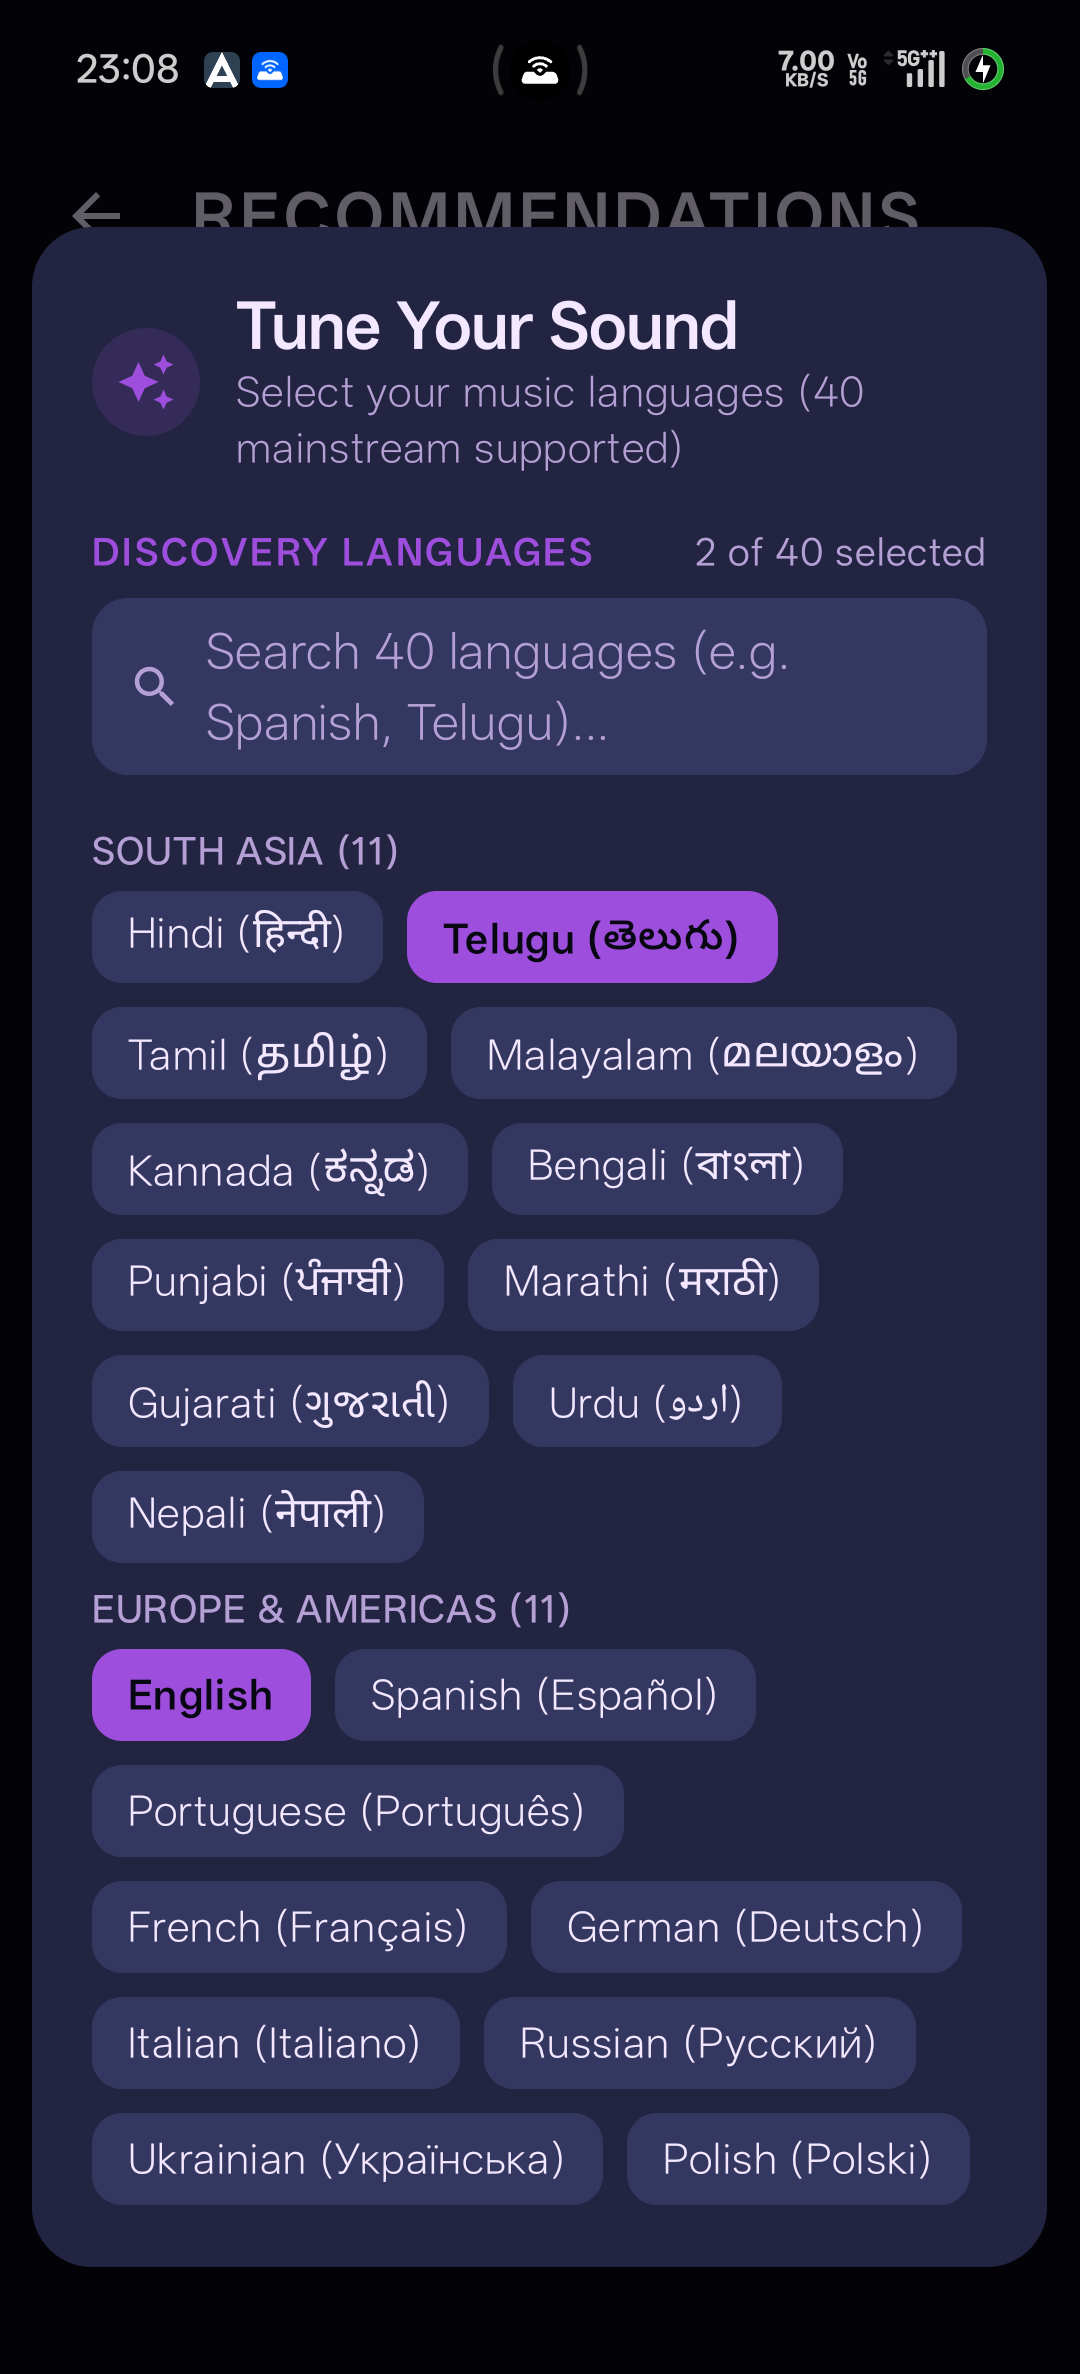 23:08
7.00 KB/S Vo 5G 5G++
RECOMMENDATIONS
Tune Your Sound
Select your music languages (40
mainstream supported)
DISCOVERY LANGUAGES 2 of 40 selected
Search 40 languages (e.g.
Spanish, Telugu)...
SOUTH ASIA (11)
Hindi (हिन्दी) Telugu (తెలుగు)
Tamil (தமிழ்) Malayalam (മലയാളം)
Kannada (ಕನ್ನಡ) Bengali (বাংলা)
Punjabi (ਪੰਜਾਬੀ) Marathi (मराठी)
Gujarati (ગુજરાતી) Urdu (اردو)
Nepali (नेपाली)
EUROPE & AMERICAS (11)
English Spanish (Español)
Portuguese (Português)
French (Français) German (Deutsch)
Italian (Italiano) Russian (Русский)
Ukrainian (Українська) Polish (Polski)